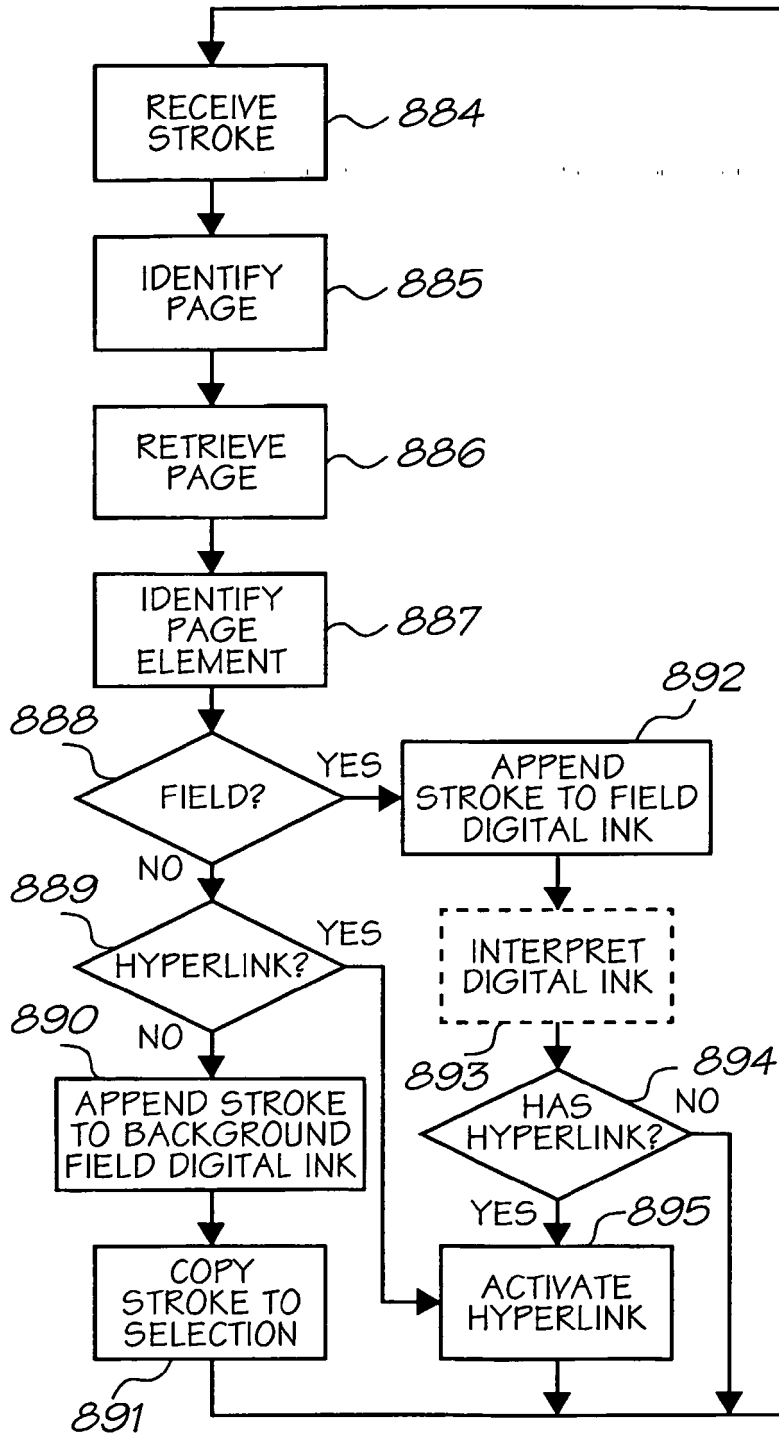 RECEIVE
STROKE
884
IDENTIFY
PAGE
885
RETRIEVE
PAGE
886
IDENTIFY
PAGE
ELEMENT
887
888
FIELD?
YES
NO
892
APPEND
STROKE TO FIELD
DIGITAL INK
889
HYPERLINK?
YES
NO
INTERPRET
DIGITAL INK
893
890
APPEND STROKE
TO BACKGROUND
FIELD DIGITAL INK
894
HAS
HYPERLINK?
NO
YES
COPY
STROKE TO
SELECTION
891
895
ACTIVATE
HYPERLINK